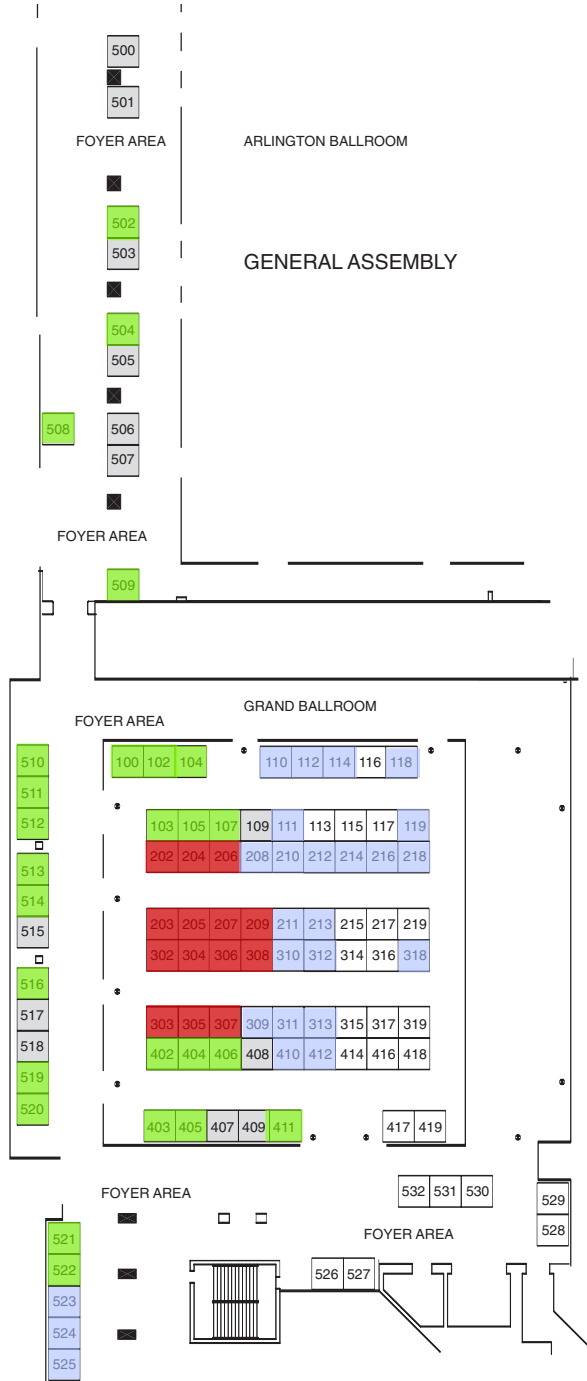 500
501
FOYER AREA
ARLINGTON BALLROOM
502
503
GENERAL ASSEMBLY
504
505
508
506
507
FOYER AREA
509
GRAND BALLROOM
FOYER AREA
510
511
512
513
514
515
516
517
518
519
520
100 102 104
110 112 114 116 118
103 105 107 109 111 113 115 117 119
202 204 206 208 210 212 214 216 218
203 205 207 209 211 213 215 217 219
302 304 306 308 310 312 314 316 318
303 305 307 309 311 313 315 317 319
402 404 406 408 410 412 414 416 418
403 405 407 409 411
417 419
FOYER AREA
532 531 530
529
528
FOYER AREA
521
522
523
524
525
526 527